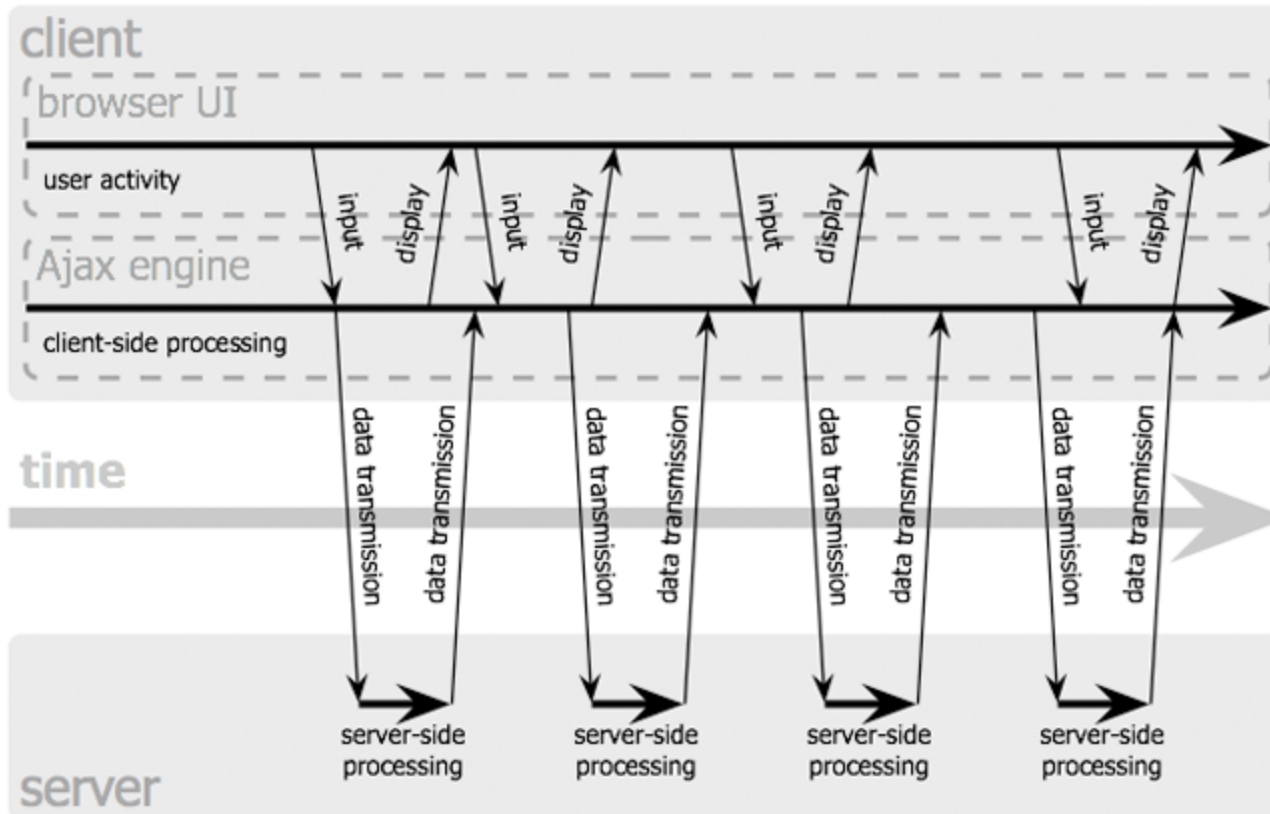 client
browser UI
user activity
input
display
input
display
input
display
input
display
Ajax engine
client-side processing
data transmission
data transmission
data transmission
data transmission
data transmission
data transmission
data transmission
data transmission
time
server-side
processing
server-side
processing
server-side
processing
server-side
processing
server